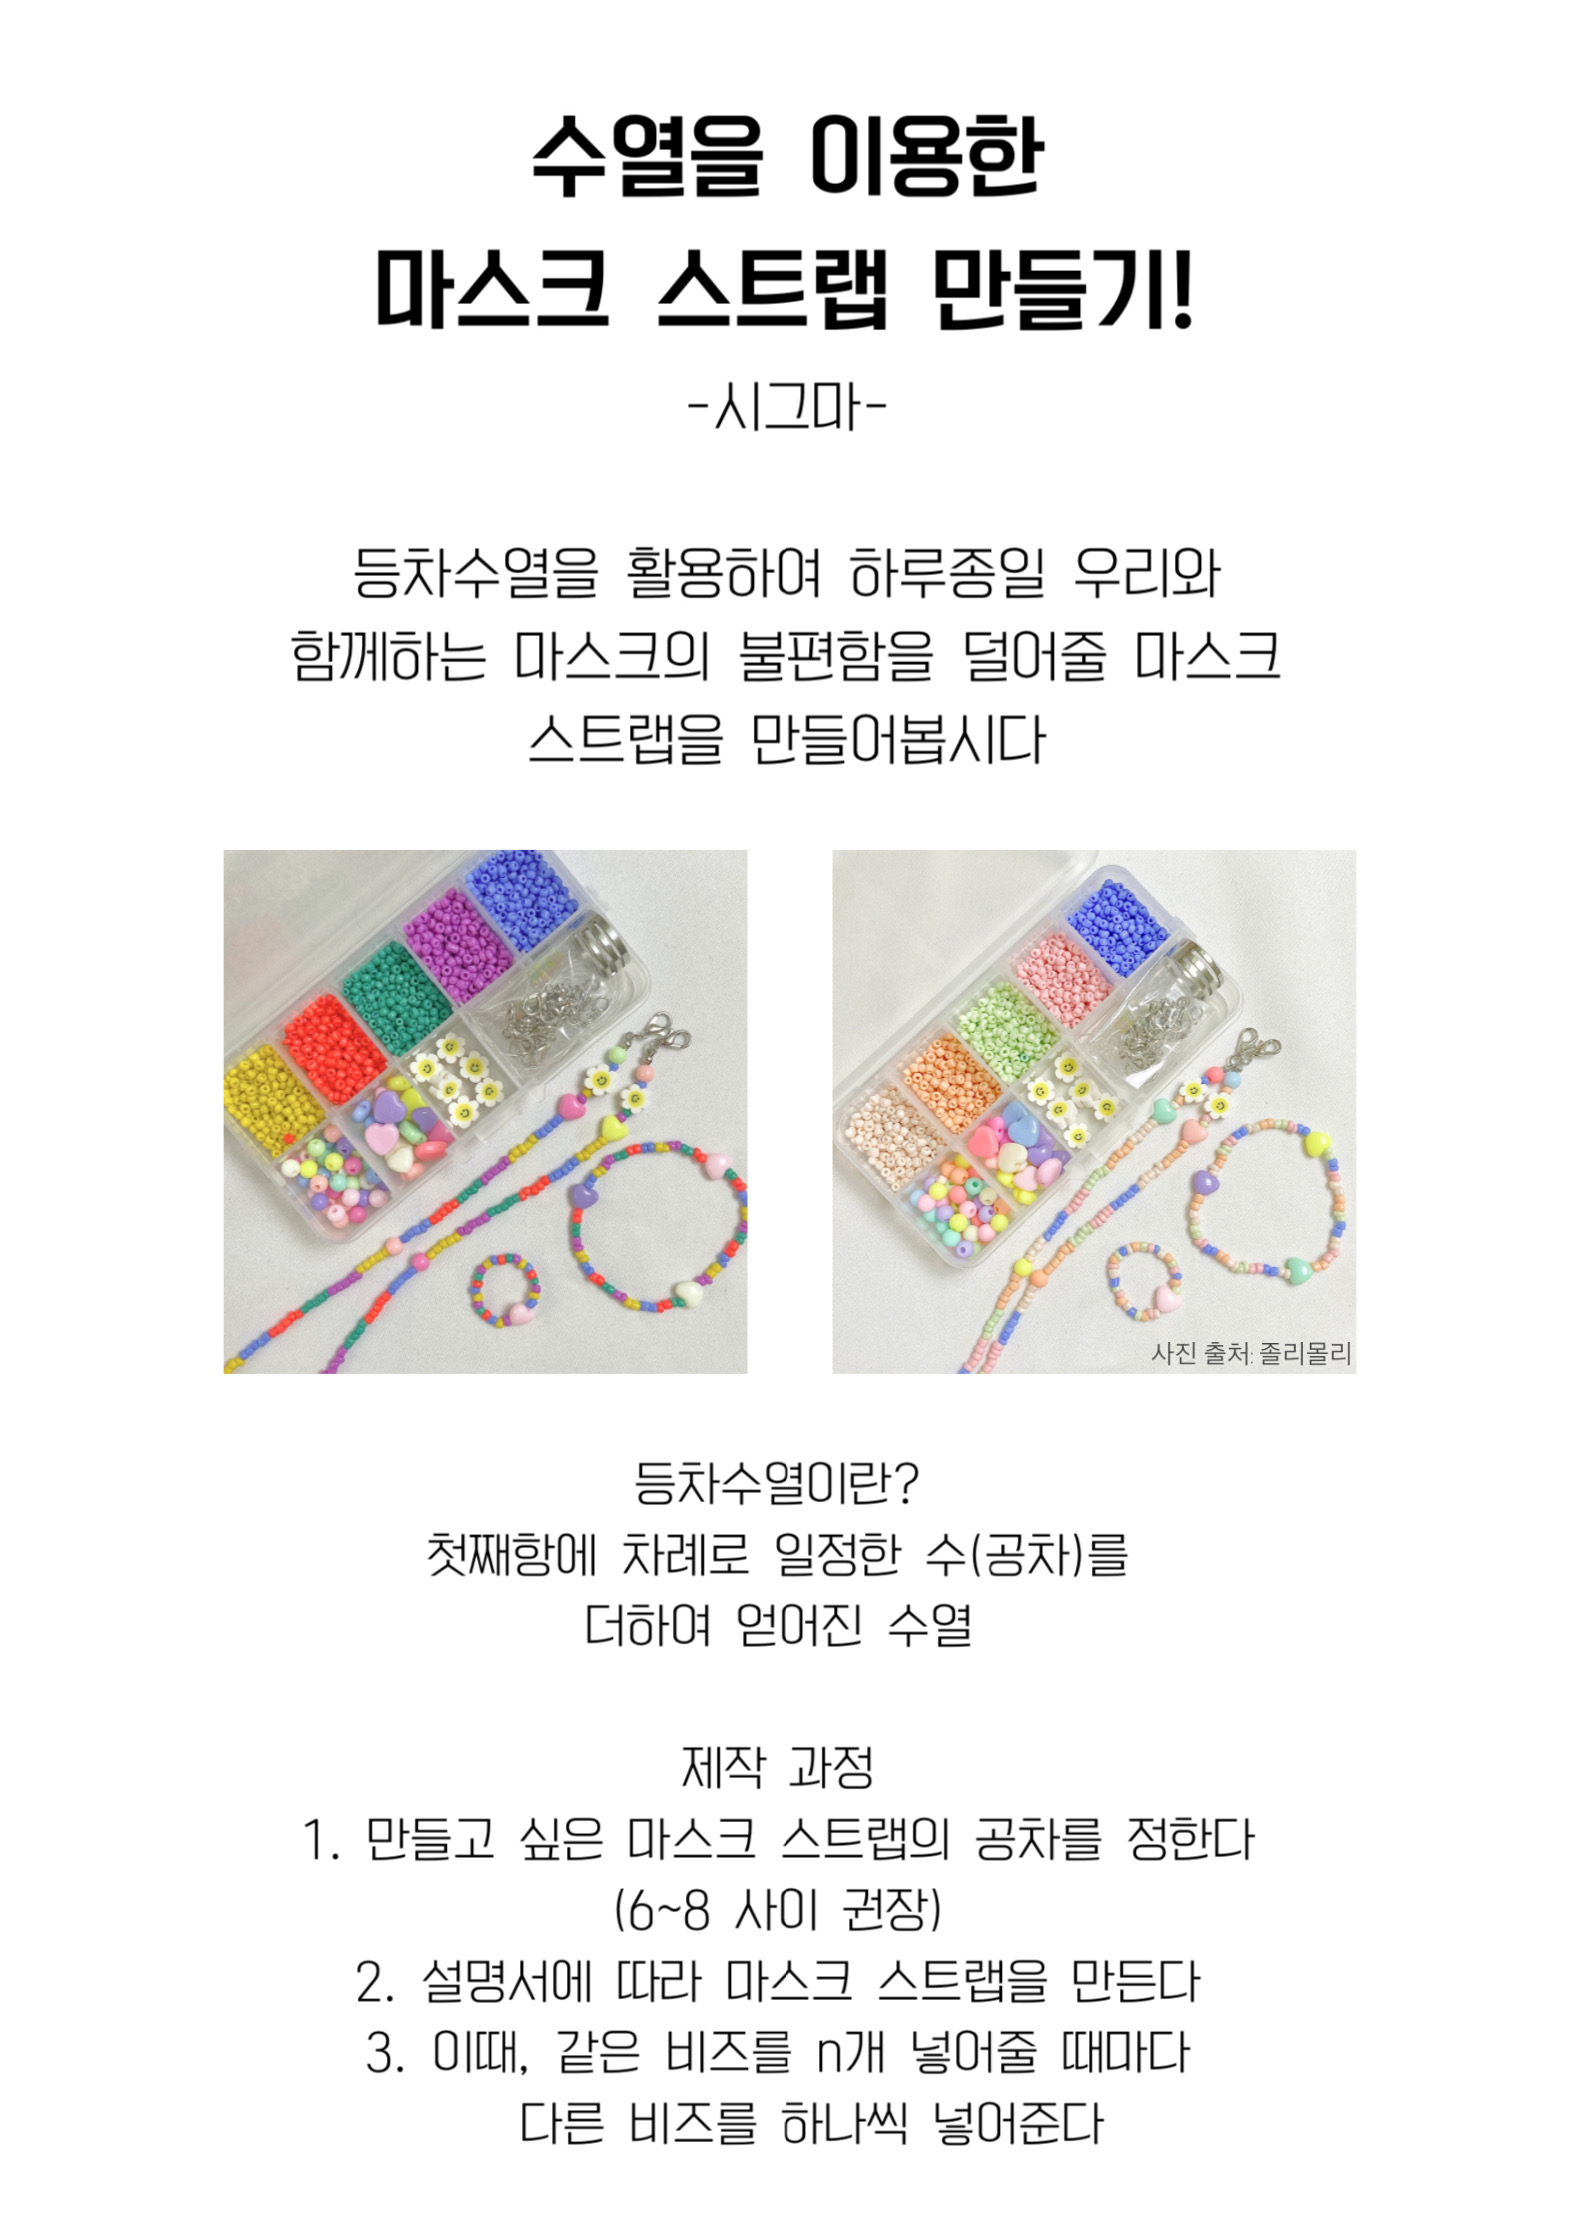 수열을 이용한
마스크 스트랩 만들기!
-시그마-
등차수열을 활용하여 하루종일 우리와
함께하는 마스크의 불편함을 덜어줄 마스크
스트랩을 만들어봅시다
사진 출처: 졸리몰리
등차수열이란?
첫째항에 차례로 일정한 수(공차)를
더하여 얻어진 수열
제작 과정
1. 만들고 싶은 마스크 스트랩의 공차를 정한다
(6~8 사이 권장)
2. 설명서에 따라 마스크 스트랩을 만든다
3. 이때, 같은 비즈를 n개 넣어줄 때마다
다른 비즈를 하나씩 넣어준다